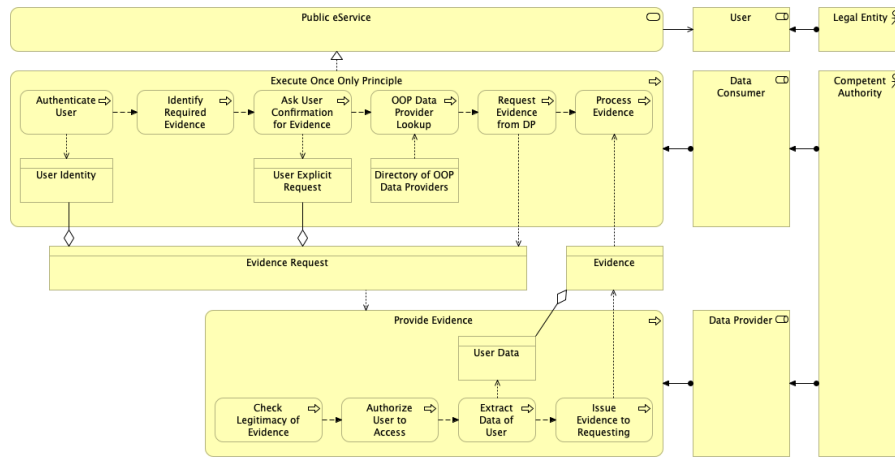 Public eService
User
Legal Entity
Execute Once Only Principle
Data
Consumer
Competent
Authority
Authenticate
User
Identify
Required
Evidence
Ask User
Confirmation
for Evidence
OOP Data
Provider
Lookup
Request
Evidence
from DP
Process
Evidence
User Identity
User Explicit
Request
Directory of OOP
Data Providers
Evidence Request
Evidence
Provide Evidence
Data Provider
User Data
Check
Legitimacy of
Evidence
Authorize
User to
Access
Extract
Data of
User
Issue
Evidence to
Requesting